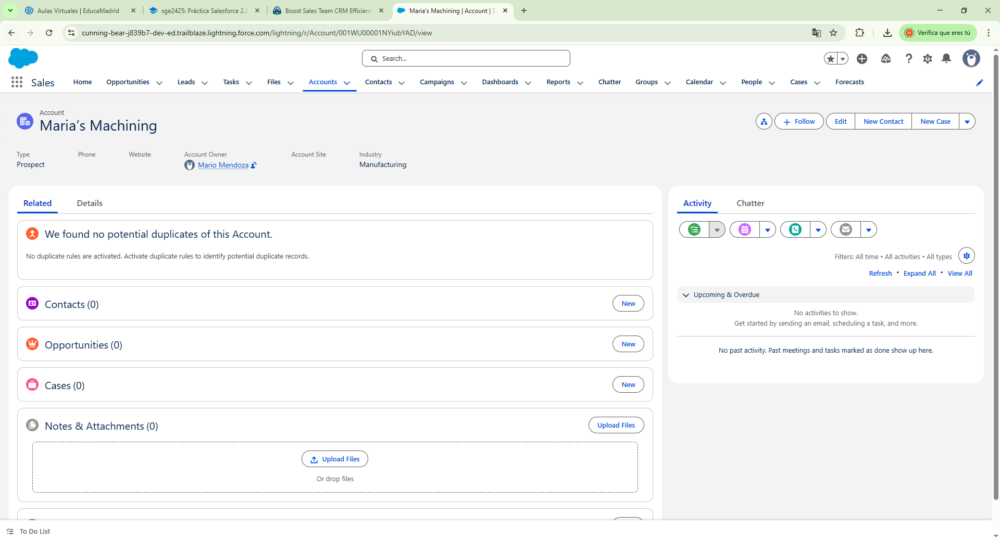 Aulas Virtuales | EducaMadrid
sge2425: Práctica Salesforce 2.2
Boost Sales Team CRM Efficienc
Maria's Machining | Account | S
cunning-bear-j839b7-dev-ed.trailblaze.lightning.force.com/lightning/r/Account/001WU00001NYiubYAD/view
M
Verifica que eres tú
Search...
Sales
Home
Opportunities
Leads
Tasks
Files
Accounts
Contacts
Campaigns
Dashboards
Reports
Chatter
Groups
Calendar
People
Cases
Forecasts
Account
Maria’s Machining
Follow
Edit
New Contact
New Case
Type
Prospect
Phone
Website
Account Owner
Mario Mendoza
Account Site
Industry
Manufacturing
Related
Details
We found no potential duplicates of this Account.
No duplicate rules are activated. Activate duplicate rules to identify potential duplicate records.
Contacts (0)
New
Opportunities (0)
New
Cases (0)
New
Notes & Attachments (0)
Upload Files
Upload Files
Or drop files
Activity
Chatter
Filters: All time • All activities • All types
Refresh • Expand All • View All
Upcoming & Overdue
No activities to show.
Get started by sending an email, scheduling a task, and more.
No past activity. Past meetings and tasks marked as done show up here.
To Do List